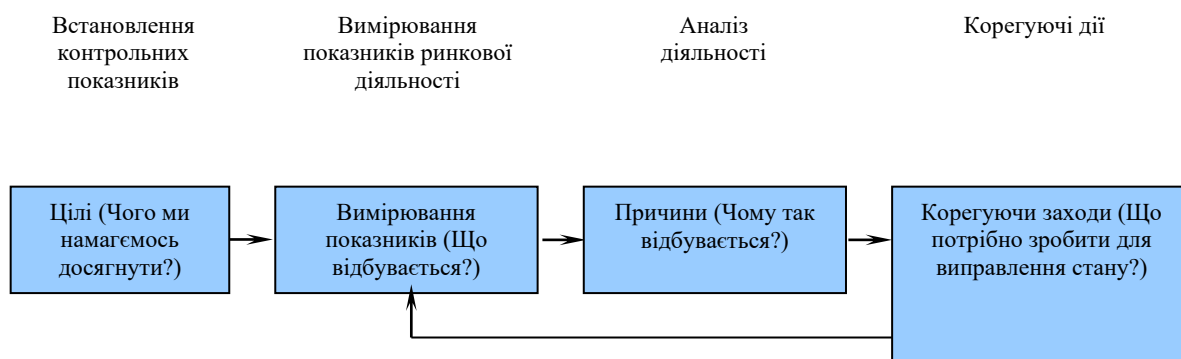 Встановлення
контрольних
показників
Вимірювання
показників ринкової
діяльності
Аналіз
діяльності
Корегуючі дії
Цілі (Чого ми
намагємось
досягнути?)
Вимірювання
показників (Що
відбувається?)
Причини (Чому так
відбувається?)
Корегуючи заходи (Що
потрібно зробити для
виправлення стану?)